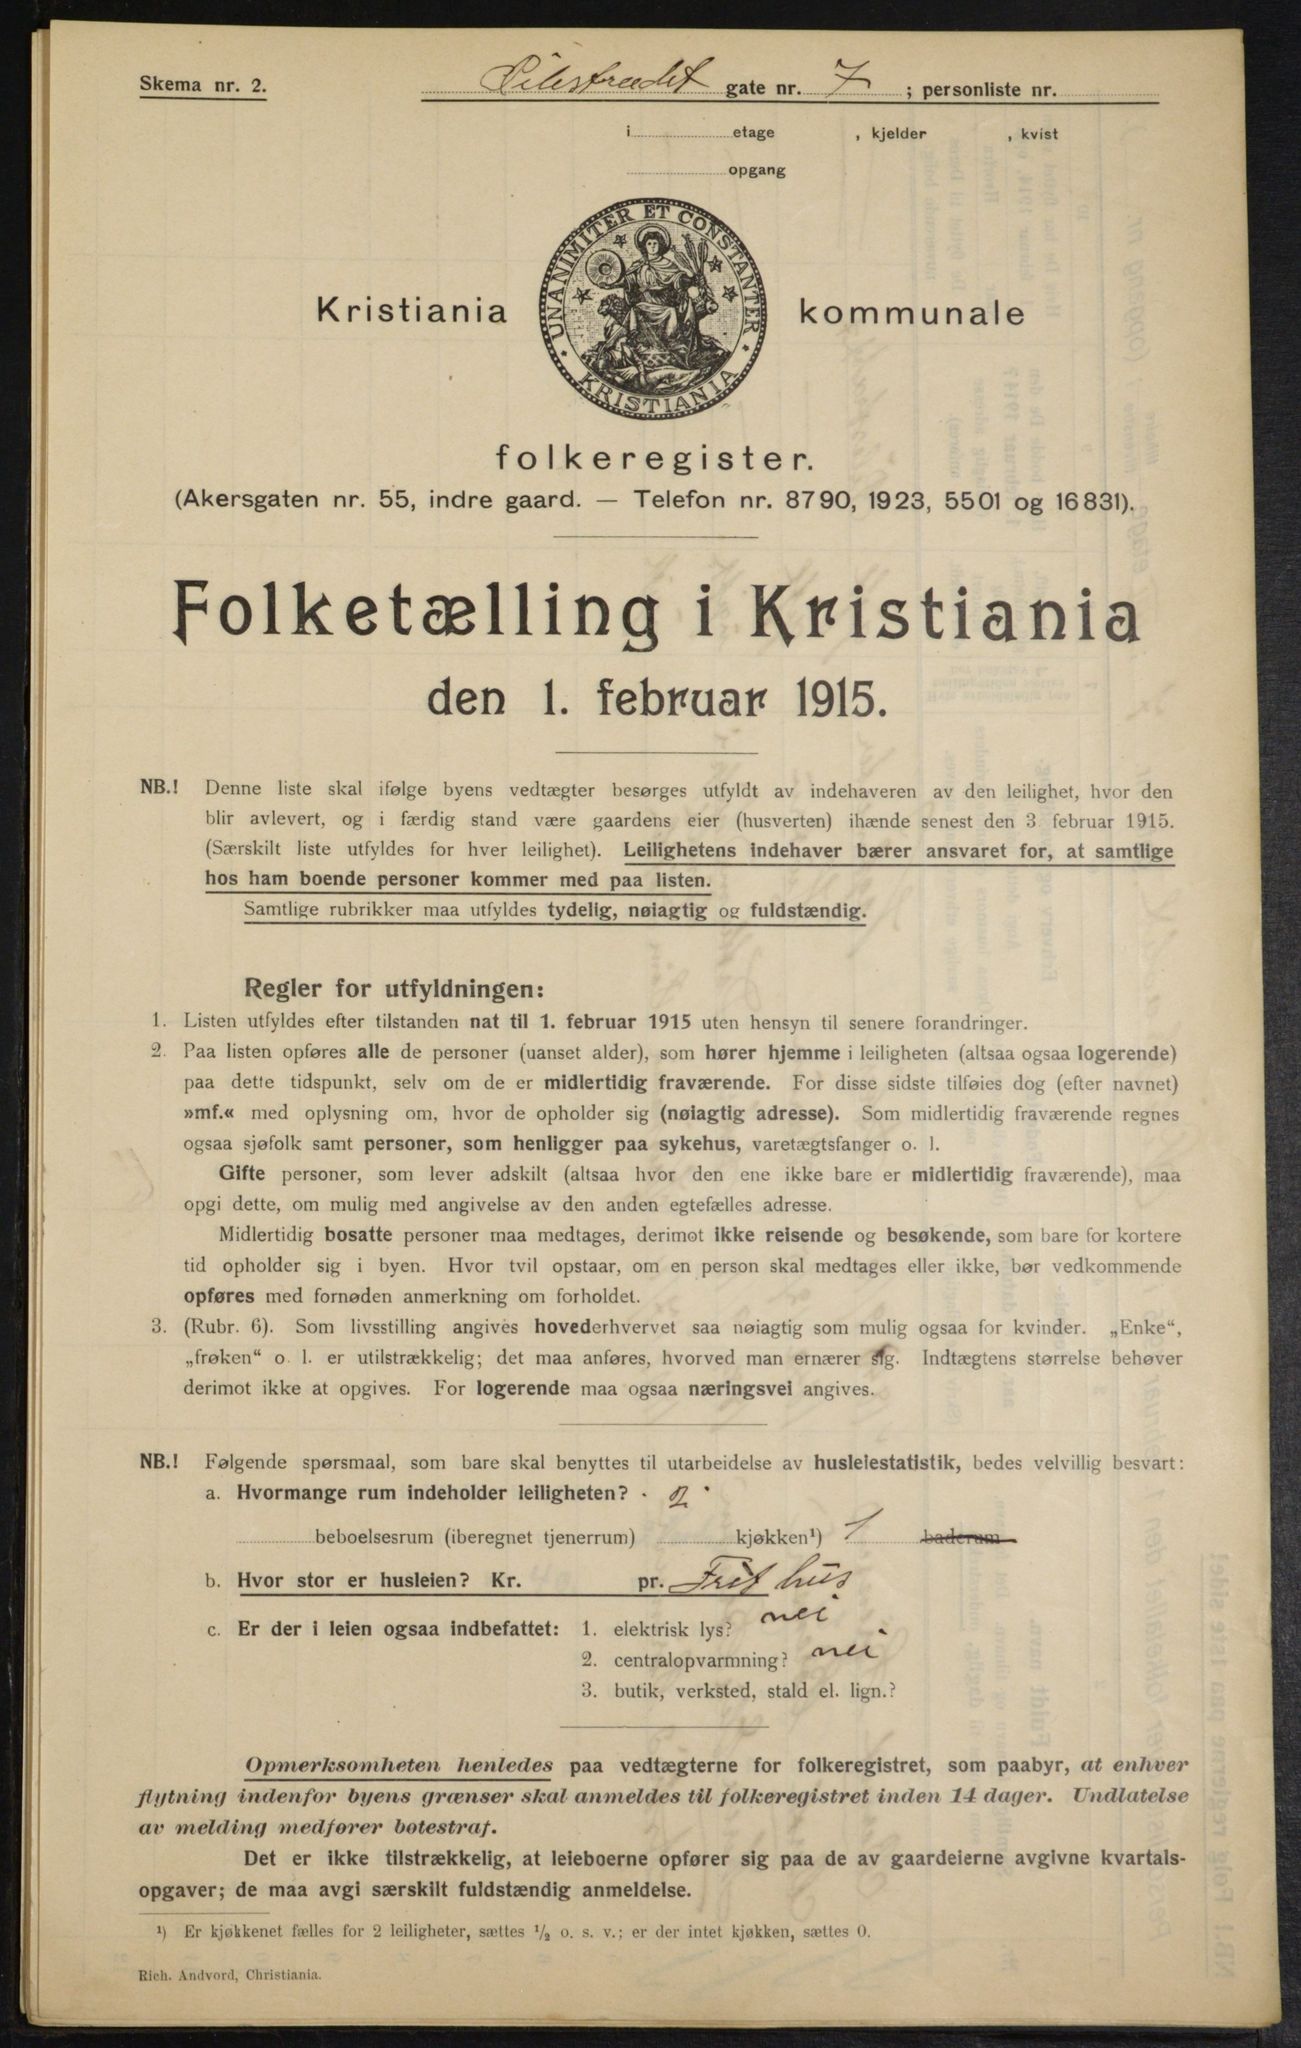 Skema nr. 2.
Pilestrædet gate nr. 7 ; personliste nr.
i etage , kjelder , kvist
opgang
UNANIMITER ET CONSTANTER
KRISTIANIA
Kristiania kommunale
folkeregister.
(Akersgaten nr. 55, indre gaard. — Telefon nr. 8790, 1923, 5501 og 16831).
Folketælling i Kristiania
den 1. februar 1915.
NB.! Denne liste skal ifølge byens vedtægter besørges utfyldt av indehaveren av den leilighet, hvor den
blir avlevert, og i færdig stand være gaardens eier (husverten) ihænde senest den 3 februar 1915.
(Særskilt liste utfyldes for hver leilighet). Leilighetens indehaver bærer ansvaret for, at samtlige
hos ham boende personer kommer med paa listen.
Samtlige rubrikker maa utfyldes tydelig, nøiagtig og fuldstændig.
Regler for utfyldningen:
1. Listen utfyldes efter tilstanden nat til 1. februar 1915 uten hensyn til senere forandringer.
2. Paa listen opføres alle de personer (uanset alder), som hører hjemme i leiligheten (altsaa ogsaa logerende)
paa dette tidspunkt, selv om de er midlertidig fraværende. For disse sidste tilføies dog (efter navnet)
»mf.« med oplysning om, hvor de opholder sig (nøiagtig adresse). Som midlertidig fraværende regnes
ogsaa sjøfolk samt personer, som henligger paa sykehus, varetægtsfanger o. l.
Gifte personer, som lever adskilt (altsaa hvor den ene ikke bare er midlertidig fraværende), maa
opgi dette, om mulig med angivelse av den anden egtefælles adresse.
Midlertidig bosatte personer maa medtages, derimot ikke reisende og besøkende, som bare for kortere
tid opholder sig i byen. Hvor tvil opstaar, om en person skal medtages eller ikke, bør vedkommende
opføres med fornøden anmerkning om forholdet.
3. (Rubr. 6). Som livsstilling angives hovederhvervet saa nøiagtig som mulig ogsaa for kvinder. „Enke“,
„frøken“ o. l. er utilstrækkelig; det maa anføres, hvorved man ernærer sig. Indtægtens størrelse behøver
derimot ikke at opgives. For logerende maa ogsaa næringsvei angives.
NB.! Følgende spørsmaal, som bare skal benyttes til utarbeidelse av husleiestatistik, bedes velvillig besvart:
a. Hvormange rum indeholder leiligheten? 2
beboelsesrum (iberegnet tjenerrum) kjøkken¹) 1 baderum
b. Hvor stor er husleien? Kr. pr. Frit hus
c. Er der i leien ogsaa indbefattet: 1. elektrisk lys? nei
2. centralopvarmning? nei
3. butik, verksted, stald el. lign.?
Opmerksomheten henledes paa vedtægterne for folkeregistret, som paabyr, at enhver
flytning indenfor byens grænser skal anmeldes til folkeregistret inden 14 dager. Undlatelse
av melding medfører bøtestraf.
Det er ikke tilstrækkelig, at leieboerne opfører sig paa de av gaardeierne avgivne kvartals-
opgaver; de maa avgi særskilt fuldstændig anmeldelse.
¹) Er kjøkkenet fælles for 2 leiligheter, sættes ½ o. s. v.; er der intet kjøkken, sættes 0.
Rich. Andvord, Christiania.